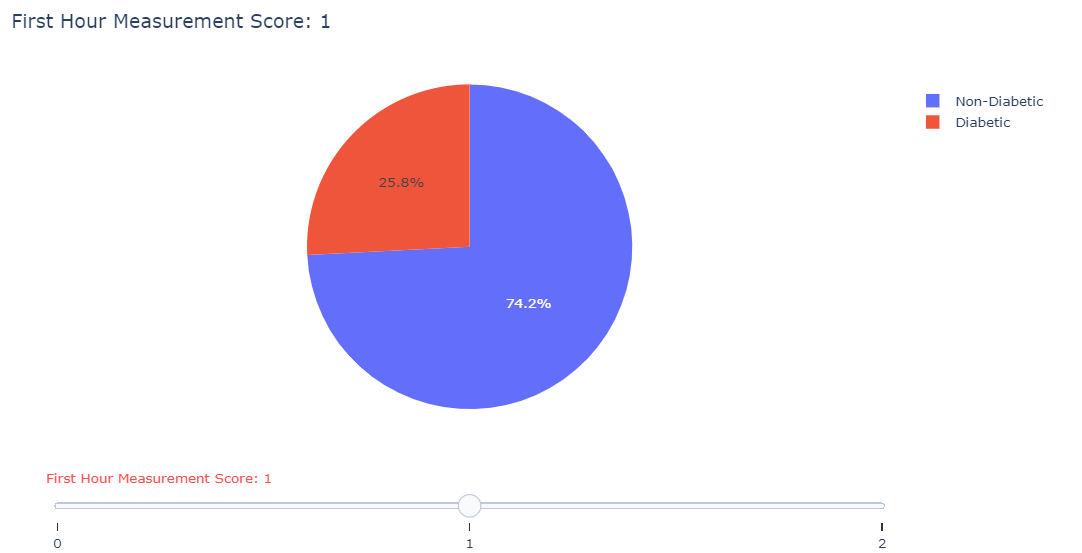 First Hour Measurement Score: 1
Non-Diabetic
Diabetic
25.8%
74.2%
First Hour Measurement Score: 1
0 1 2